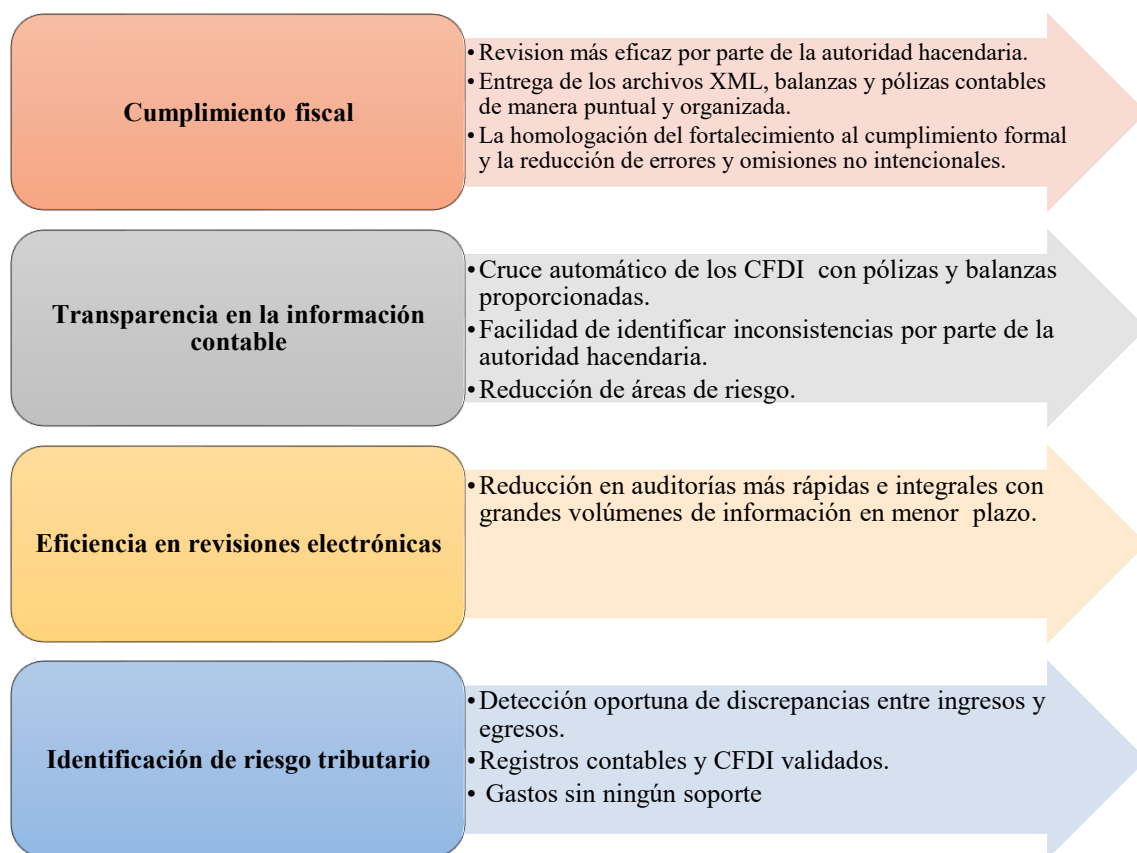 Cumplimiento fiscal
• Revision más eficaz por parte de la autoridad hacendaria.
• Entrega de los archivos XML, balanzas y pólizas contables
de manera puntual y organizada.
• La homologación del fortalecimiento al cumplimiento formal
y la reducción de errores y omisiones no intencionales.
Transparencia en la información
contable
• Cruce automático de los CFDI con pólizas y balanzas
proporcionadas.
• Facilidad de identificar inconsistencias por parte de la
autoridad hacendaria.
• Reducción de áreas de riesgo.
Eficiencia en revisiones electrónicas
• Reducción en auditorías más rápidas e integrales con
grandes volúmenes de información en menor plazo.
Identificación de riesgo tributario
• Detección oportuna de discrepancias entre ingresos y
egresos.
• Registros contables y CFDI validados.
• Gastos sin ningún soporte